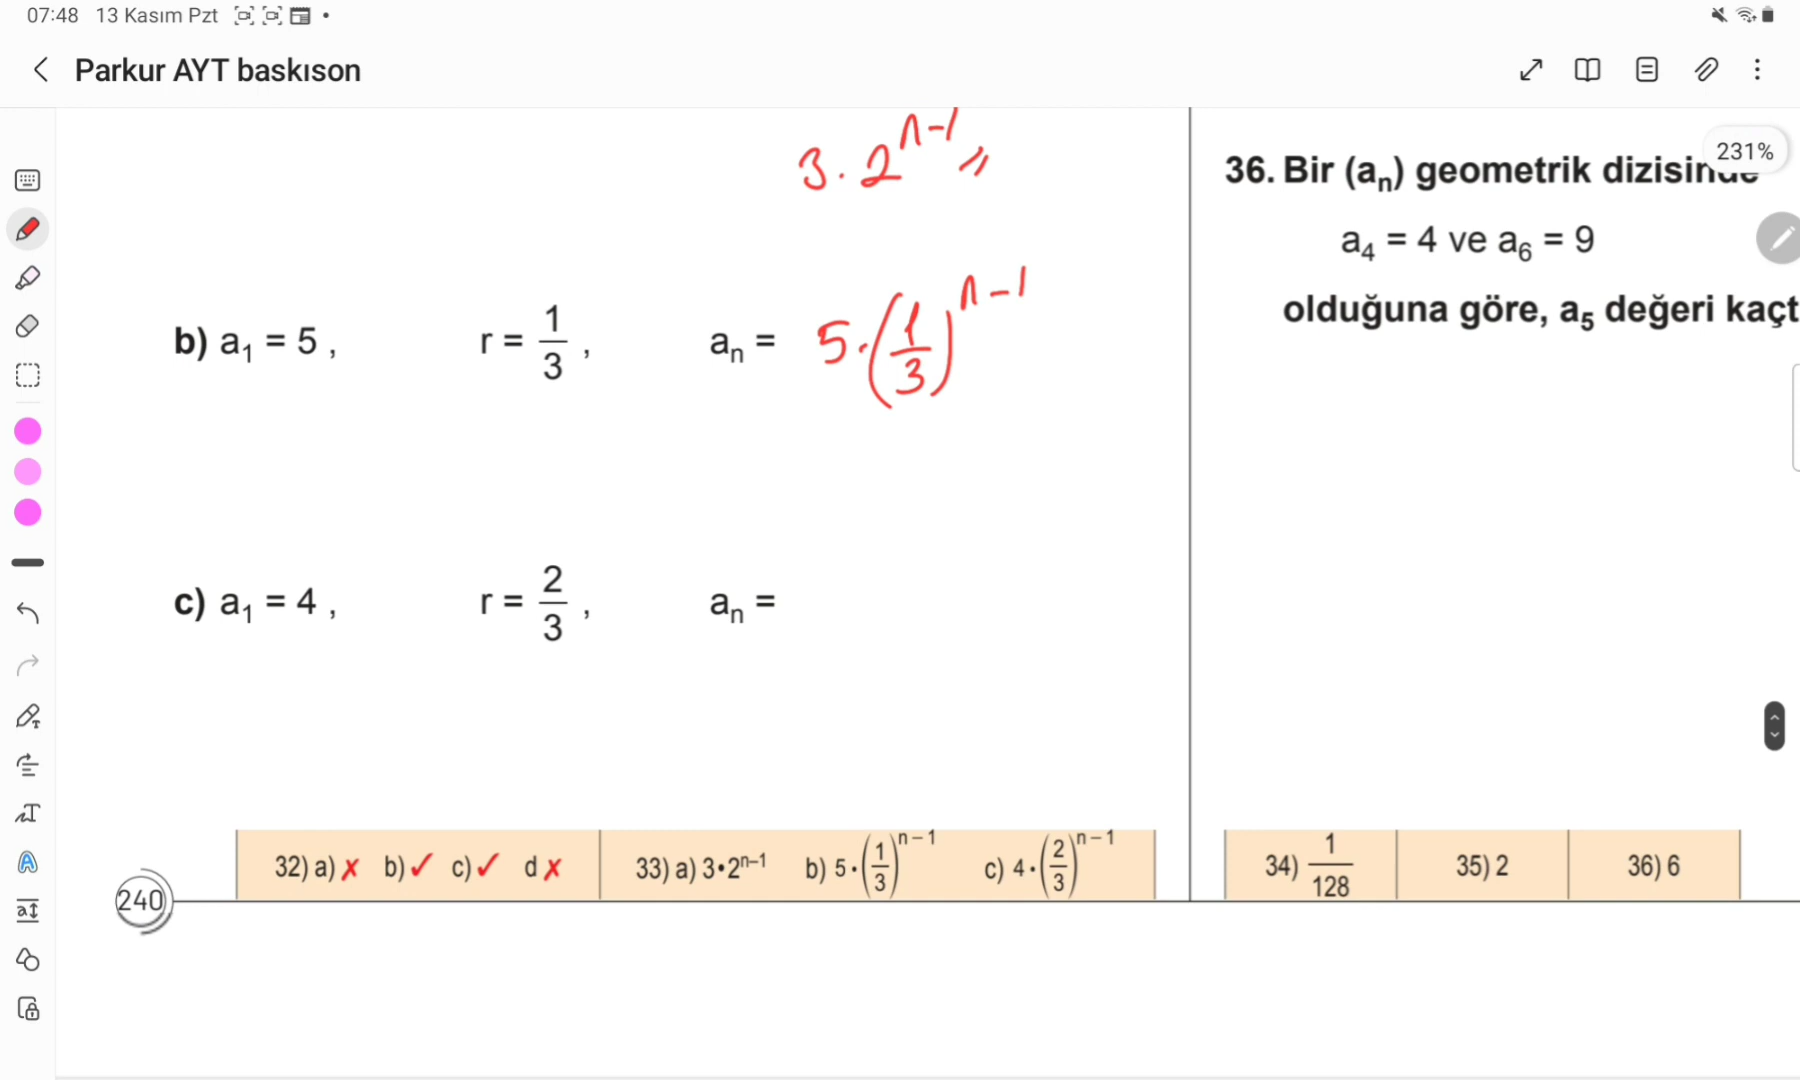 07:48 13 Kasım Pzt
Parkur AYT baskıson
231%
3.2^{n-1}
b) a₁ = 5 , r = 1/3 , aₙ = 5.(1/3)^{n-1}
c) a₁ = 4 , r = 2/3 , aₙ =
32) a) ✗ b) ✓ c) ✓ d ✗
33) a) 3•2^{n–1} b) 5•(1/3)^{n–1} c) 4•(2/3)^{n–1}
240
36. Bir (aₙ) geometrik
a₄ = 4 ve a₆ = 9
olduğuna göre, a₅ değeri kaçt
34) 1/128 35) 2 36) 6